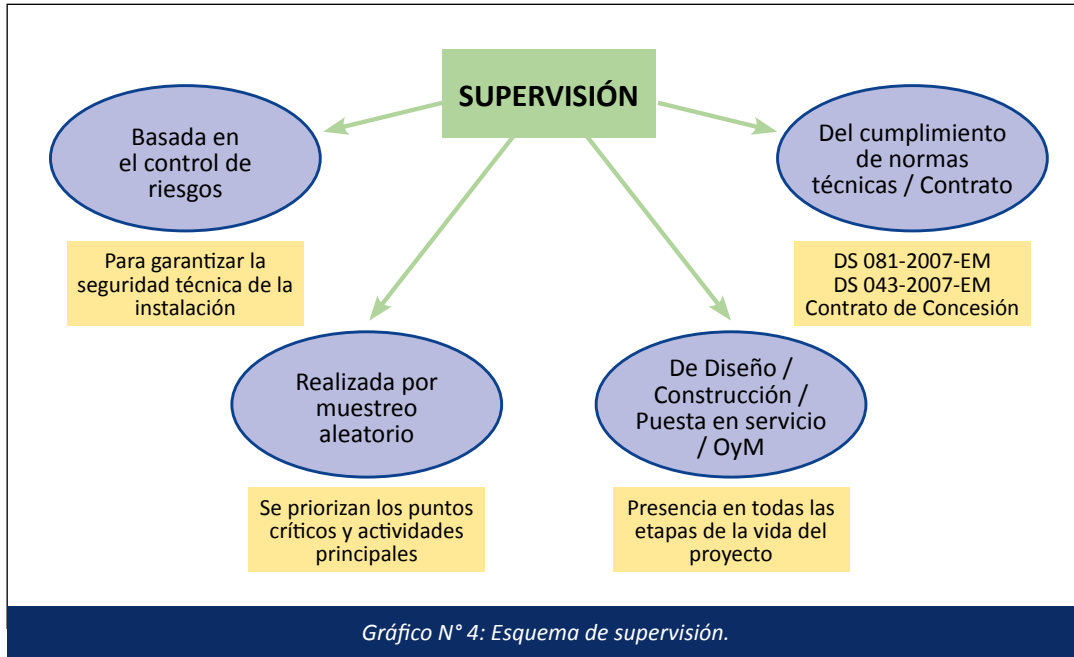 SUPERVISIÓN
Basada en
el control de
riesgos
Para garantizar la
seguridad técnica de la
instalación
Realizada por
muestreo
aleatorio
Se priorizan los puntos
críticos y actividades
principales
De Diseño /
Construcción /
Puesta en servicio
/ OyM
Presencia en todas las
etapas de la vida del
proyecto
Del cumplimiento
de normas
técnicas / Contrato
DS 081-2007-EM
DS 043-2007-EM
Contrato de Concesión
Gráfico N° 4: Esquema de supervisión.